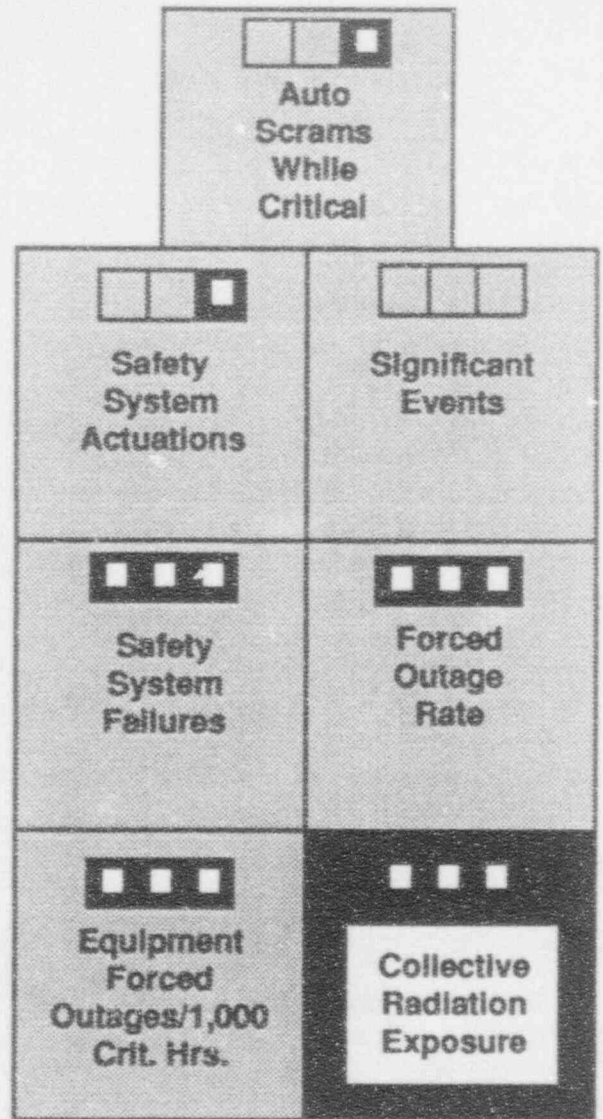 Auto
Scrams
While
Critical
Safety
System
Actuations
Significant
Events
Safety
System
Failures
Forced
Outage
Rate
Equipment
Forced
Outages/1,000
Crit. Hrs.
Collective
Radiation
Exposure